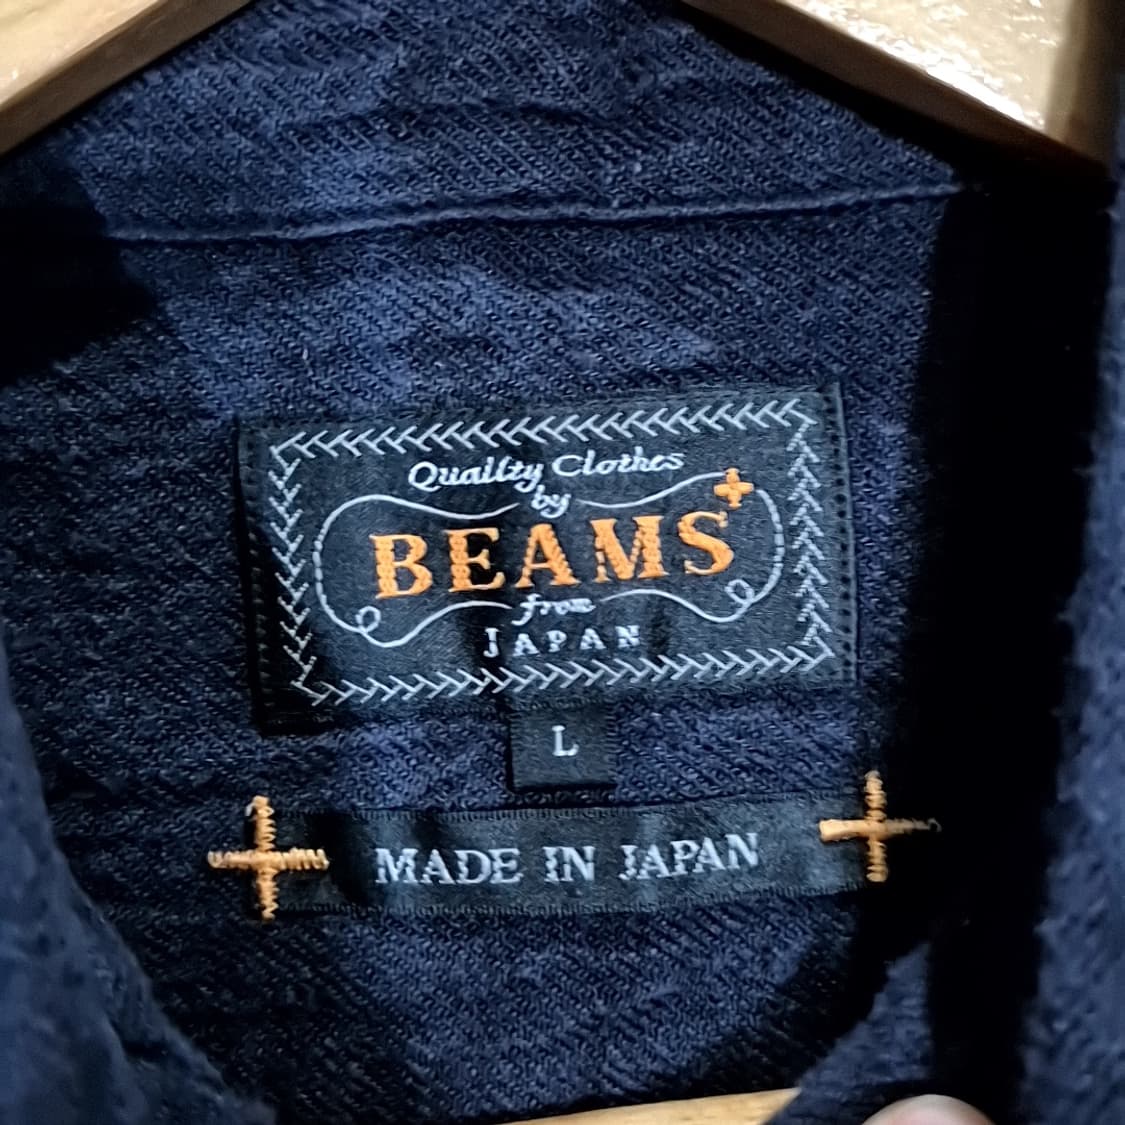 Quality Clothes
by
BEAMS+
from
JAPAN
L
MADE IN JAPAN